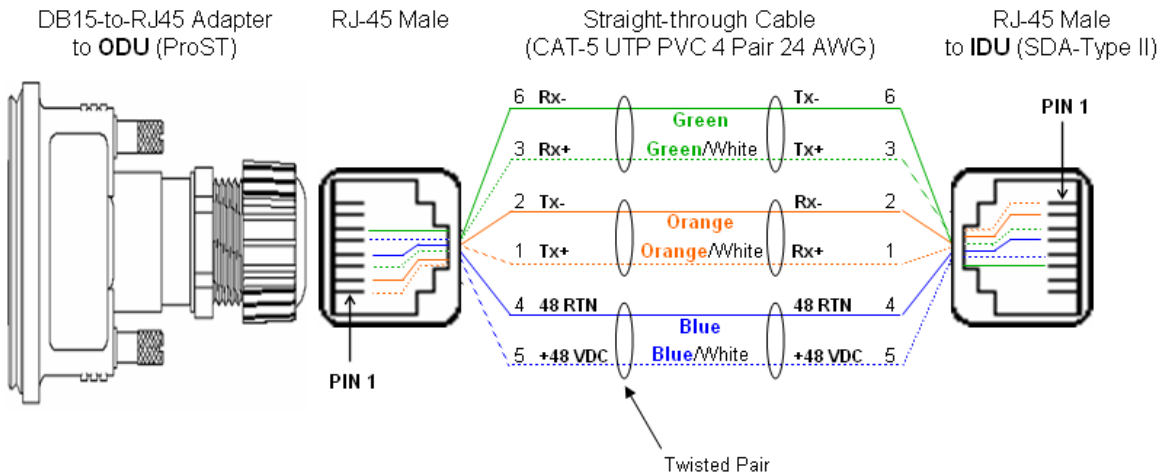 DB15-to-RJ45 Adapter
to ODU (ProST)
RJ-45 Male
Straight-through Cable
(CAT-5 UTP PVC 4 Pair 24 AWG)
RJ-45 Male
to IDU (SDA-Type II)
6 Rx- Tx- 6
Green
3 Rx+ Green/White Tx+ 3
2 Tx- Rx- 2
Orange
1 Tx+ Orange/White Rx+ 1
4 48 RTN 48 RTN 4
Blue
5 +48 VDC Blue/White +48 VDC 5
PIN 1
PIN 1
Twisted Pair